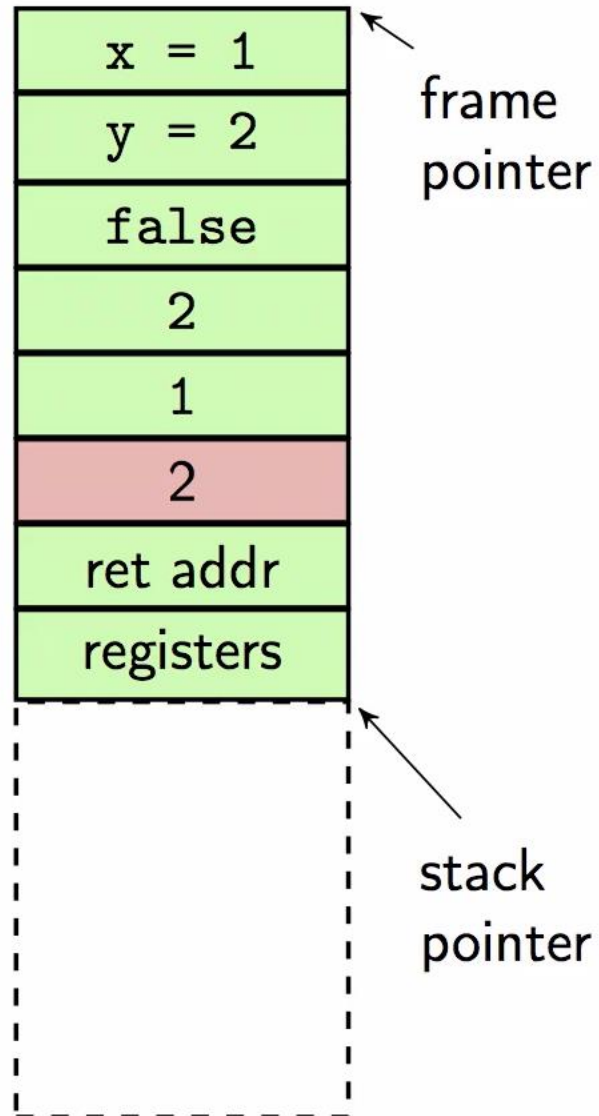 x = 1
frame
pointer
y = 2
false
2
1
2
ret addr
registers
stack
pointer